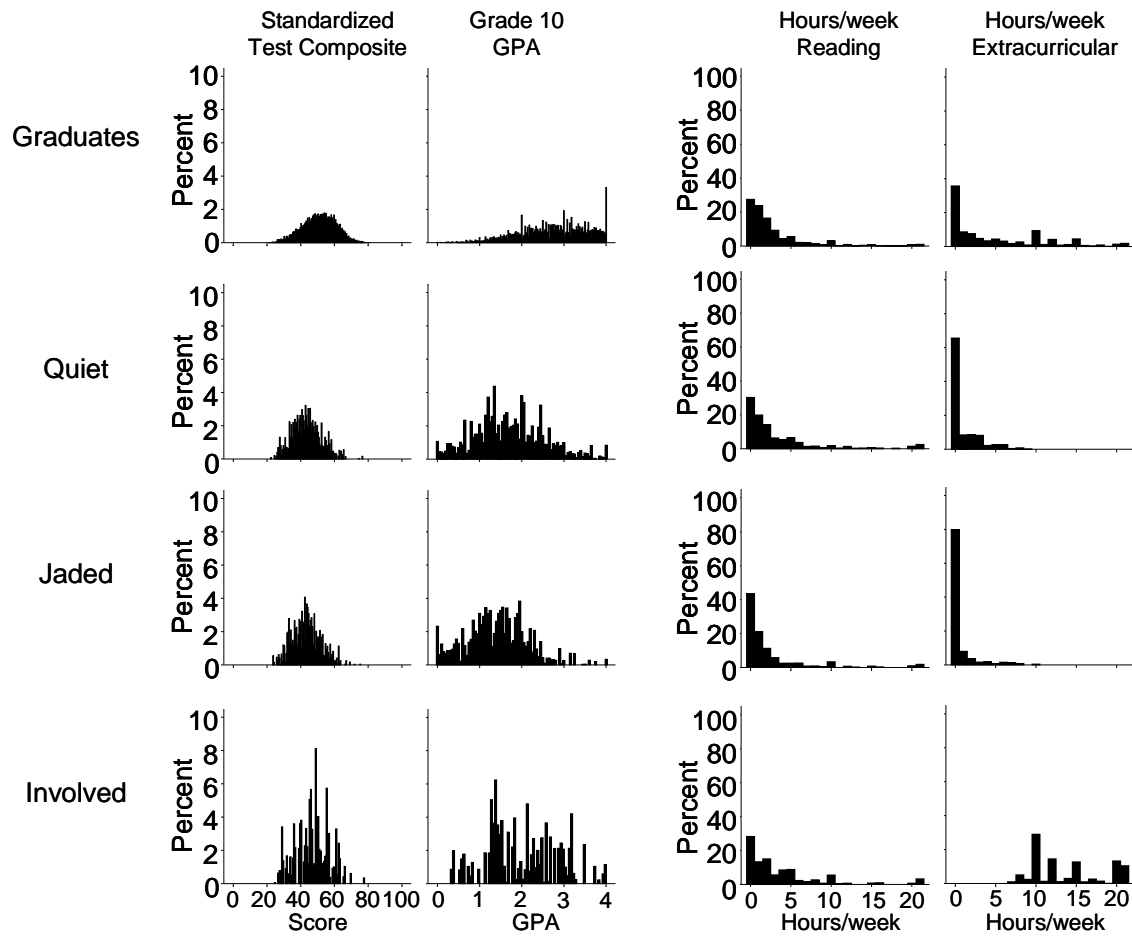 Standardized
Test Composite
Grade 10
GPA
Hours/week
Reading
Hours/week
Extracurricular
Graduates
Percent
10
8
6
4
2
0
Percent
100
80
60
40
20
0
Quiet
Percent
10
8
6
4
2
0
Percent
100
80
60
40
20
0
Jaded
Percent
10
8
6
4
2
0
Percent
100
80
60
40
20
0
Involved
Percent
10
8
6
4
2
0
Percent
100
80
60
40
20
0
0 20 40 60 80 100
0 1 2 3 4
0 5 10 15 20
0 5 10 15 20
Score
GPA
Hours/week
Hours/week